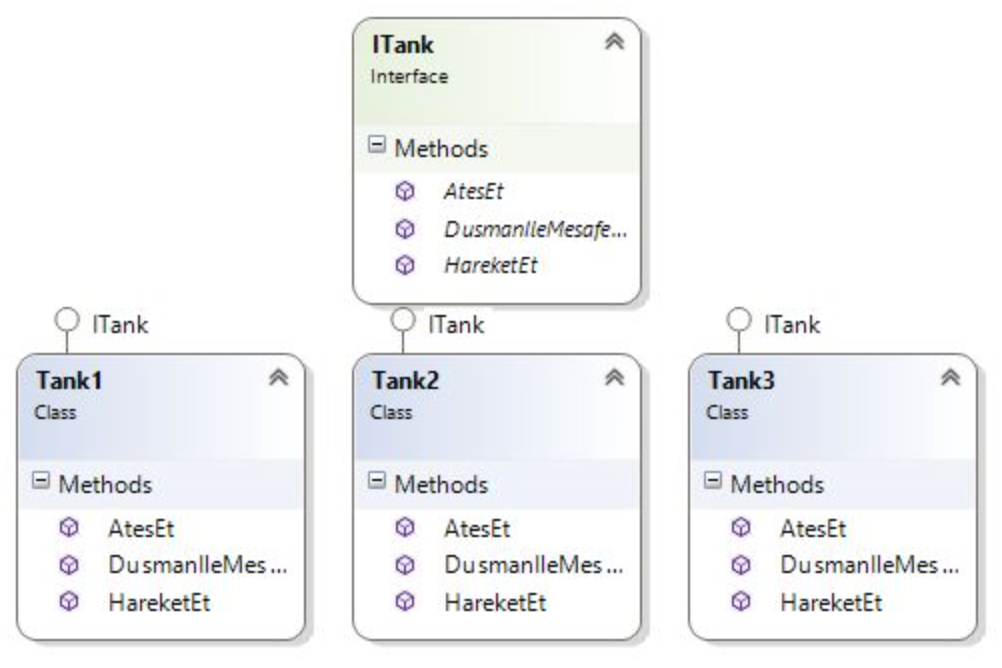 ITank
Interface
Methods
AtesEt
DusmanIleMesafe...
HareketEt
ITank
Tank1
Class
Methods
AtesEt
DusmanIleMes...
HareketEt
ITank
Tank2
Class
Methods
AtesEt
DusmanIleMes...
HareketEt
ITank
Tank3
Class
Methods
AtesEt
DusmanIleMes...
HareketEt